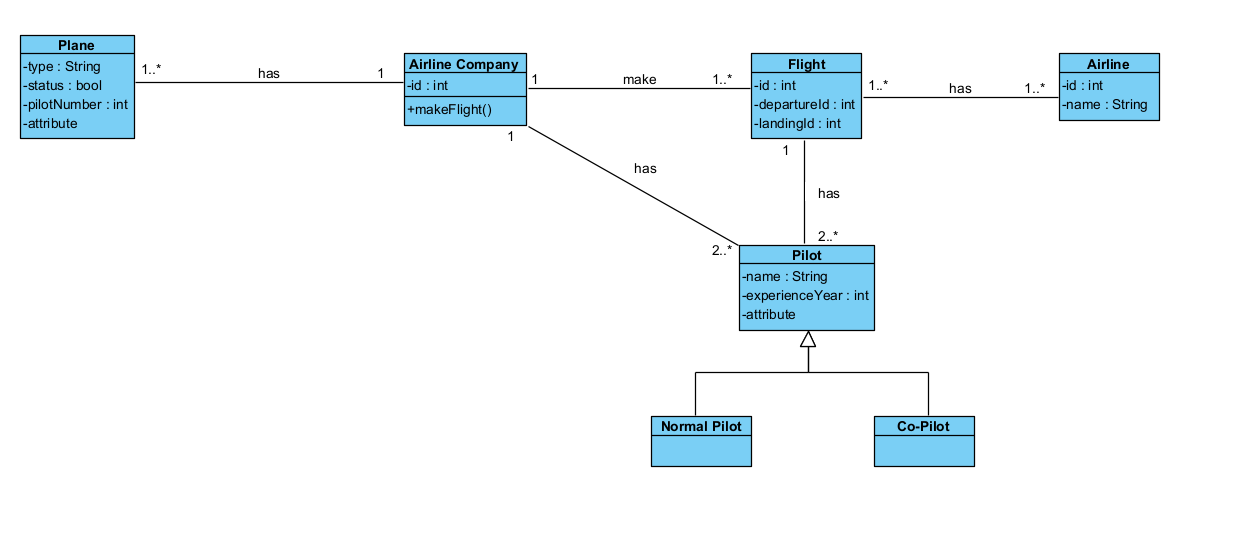 Plane
-type : String
-status : bool
-pilotNumber : int
-attribute
1..*
has
1
Airline Company
-id : int
+makeFlight()
1
make
1..*
Flight
-id : int
-departureId : int
-landingId : int
1..*
has
1..*
Airline
-id : int
-name : String
1
has
2..*
1
has
2..*
Pilot
-name : String
-experienceYear : int
-attribute
Normal Pilot
Co-Pilot